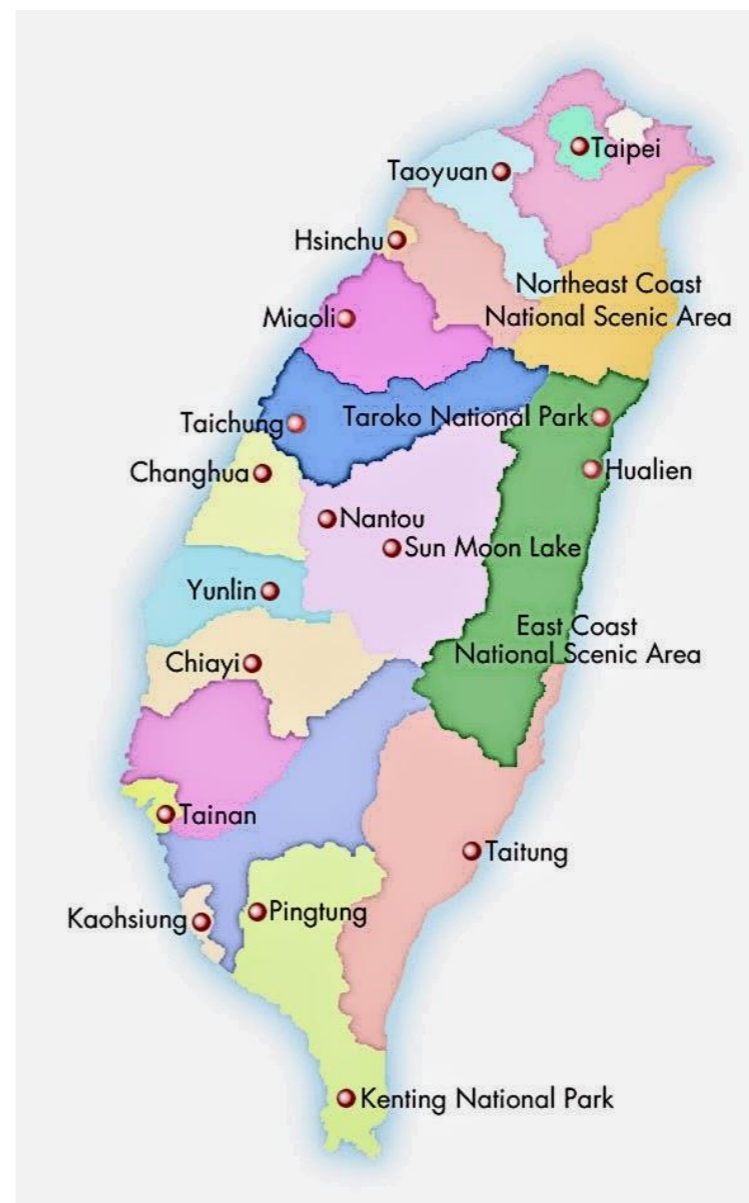 Taipei
Taoyuan
Hsinchu
Northeast Coast
National Scenic Area
Miaoli
Taroko National Park
Taichung
Changhua
Hualien
Nantou
Sun Moon Lake
Yunlin
East Coast
National Scenic Area
Chiayi
Tainan
Taitung
Kaohsiung
Pingtung
Kenting National Park